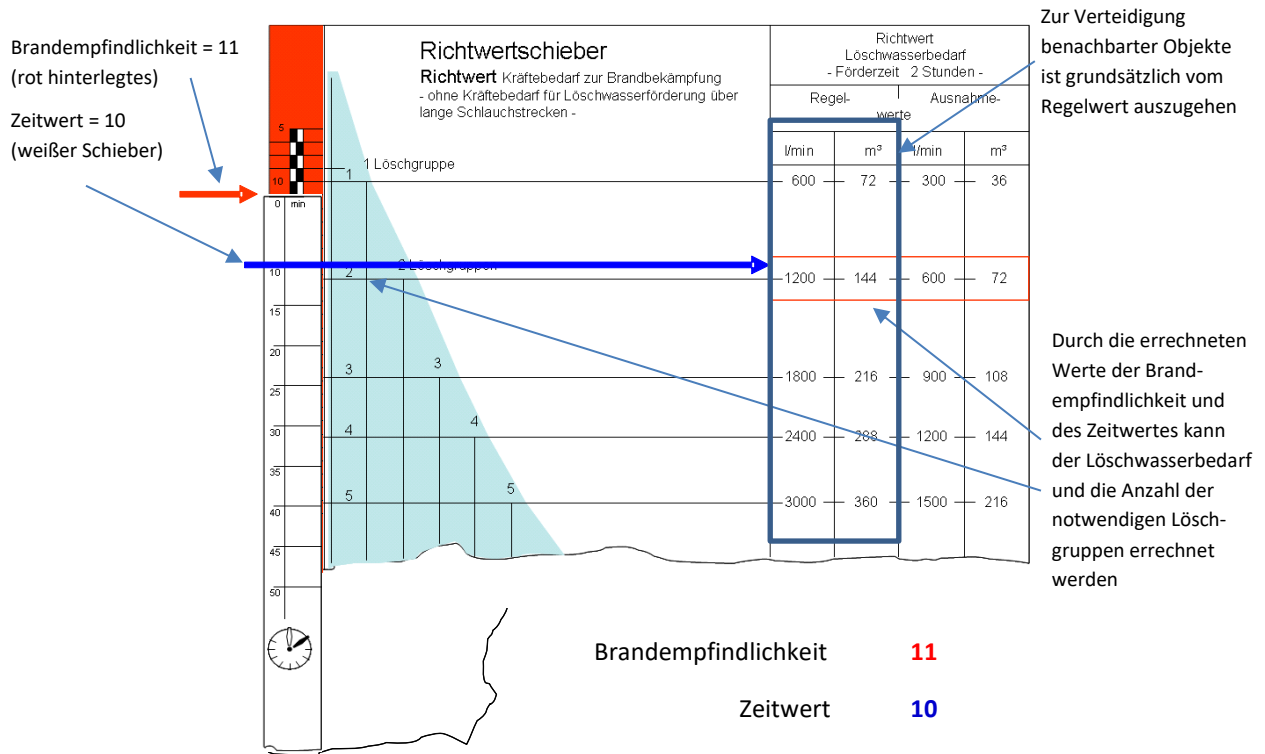 Brandempfindlichkeit = 11
(rot hinterlegtes)
Zeitwert = 10
(weißer Schieber)
Richtwertschieber
Richtwert Kräftebedarf zur Brandbekämpfung
- ohne Kräftebedarf für Löschwasserförderung über
lange Schlauchstrecken -
Richtwert
Löschwasserbedarf
- Förderzeit 2 Stunden -
Regel- Ausnahme-
werte
l/min m³ l/min m³
Zur Verteidigung
benachbarter Objekte
ist grundsätzlich vom
Regelwert auszugehen
5
10
0 min
10
15
20
25
30
35
40
45
50
1 1 Löschgruppe 600 72 300 36
2 2 Löschgruppen 1200 144 600 72
3 3 1800 216 900 108
4 4 2400 288 1200 144
5 5 3000 360 1500 216
Durch die errechneten
Werte der Brand-
empfindlichkeit und
des Zeitwertes kann
der Löschwasserbedarf
und die Anzahl der
notwendigen Lösch-
gruppen errechnet
werden
Brandempfindlichkeit 11
Zeitwert 10